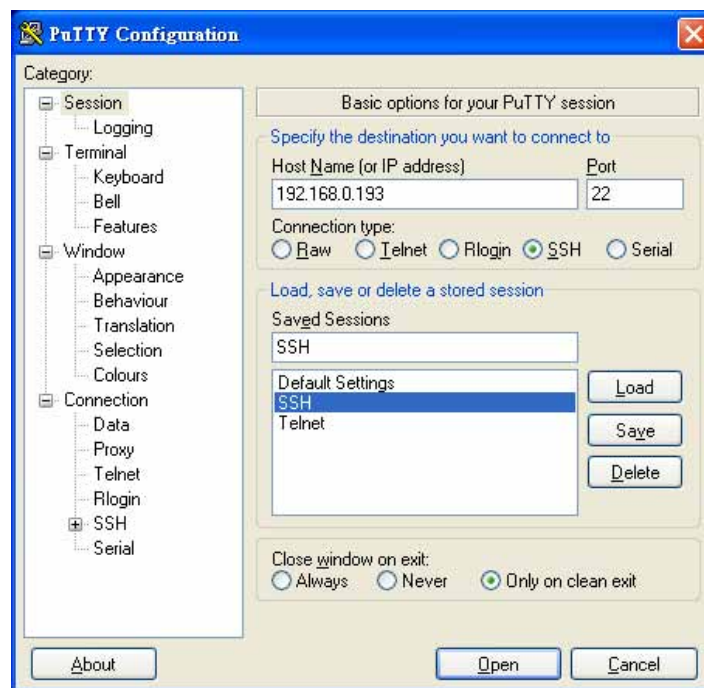 PuTTY Configuration
Category:
Session
Logging
Terminal
Keyboard
Bell
Features
Window
Appearance
Behaviour
Translation
Selection
Colours
Connection
Data
Proxy
Telnet
Rlogin
SSH
Serial
Basic options for your PuTTY session
Specify the destination you want to connect to
Host Name (or IP address) Port
192.168.0.193 22
Connection type:
Raw Telnet Rlogin SSH Serial
Load, save or delete a stored session
Saved Sessions
SSH
Default Settings
SSH
Telnet
Load
Save
Delete
Close window on exit:
Always Never Only on clean exit
About Open Cancel